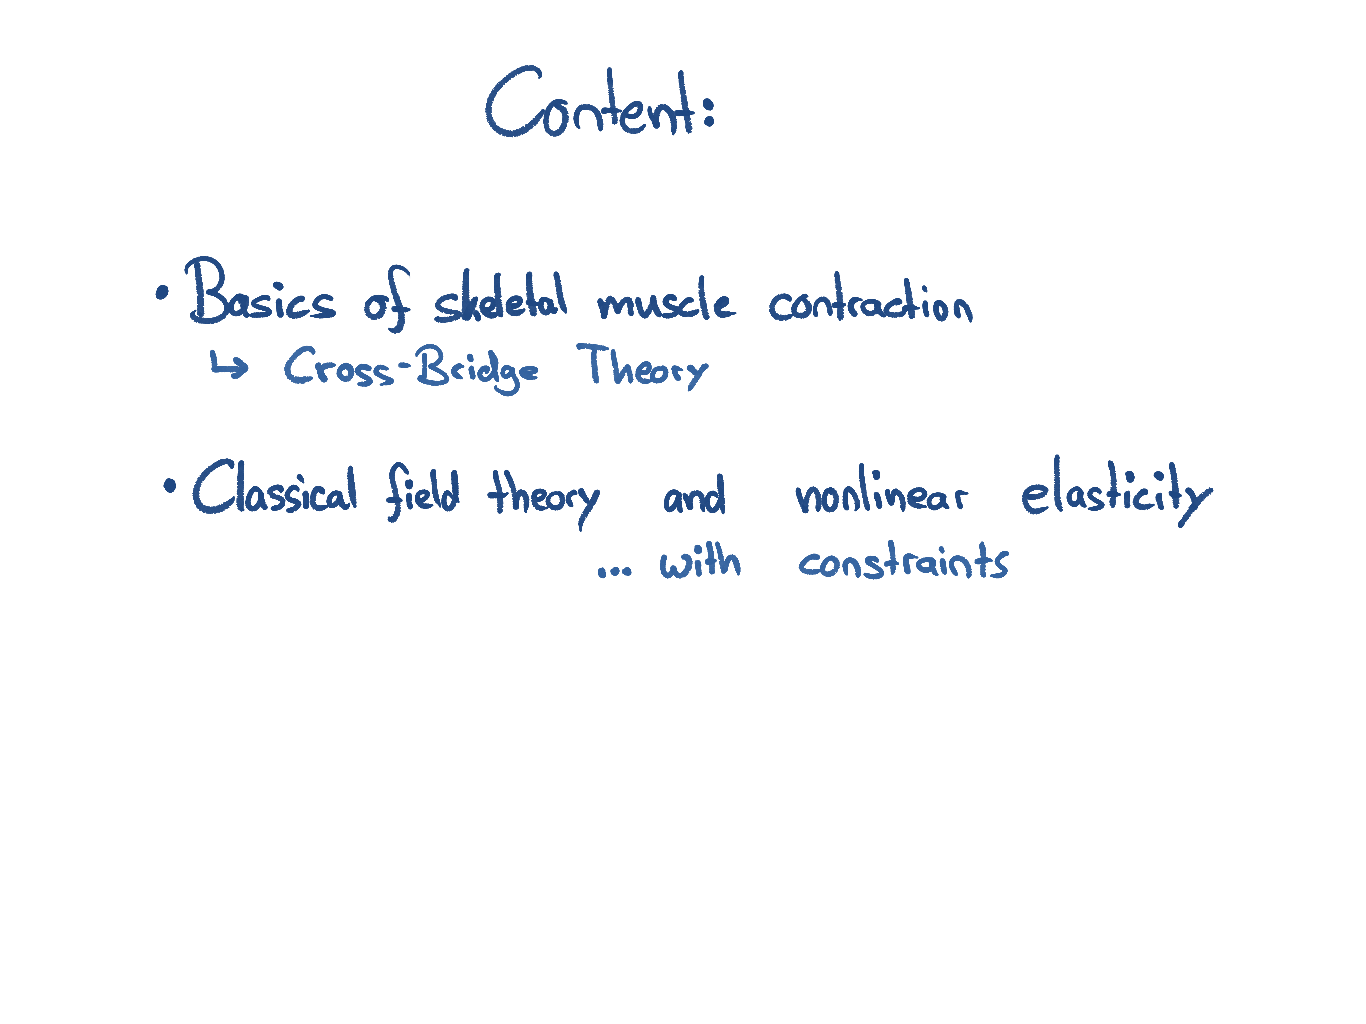 Content:
• Basics of skeletal muscle contraction
↳ Cross-Bridge Theory
• Classical field theory and nonlinear elasticity
... with constraints